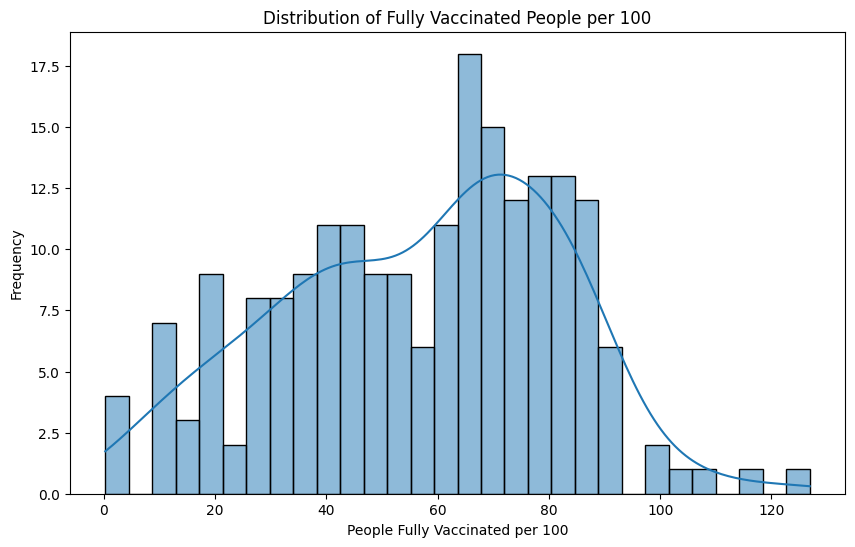 Distribution of Fully Vaccinated People per 100
17.5
15.0
12.5
10.0
7.5
5.0
2.5
0.0
Frequency
0 20 40 60 80 100 120
People Fully Vaccinated per 100